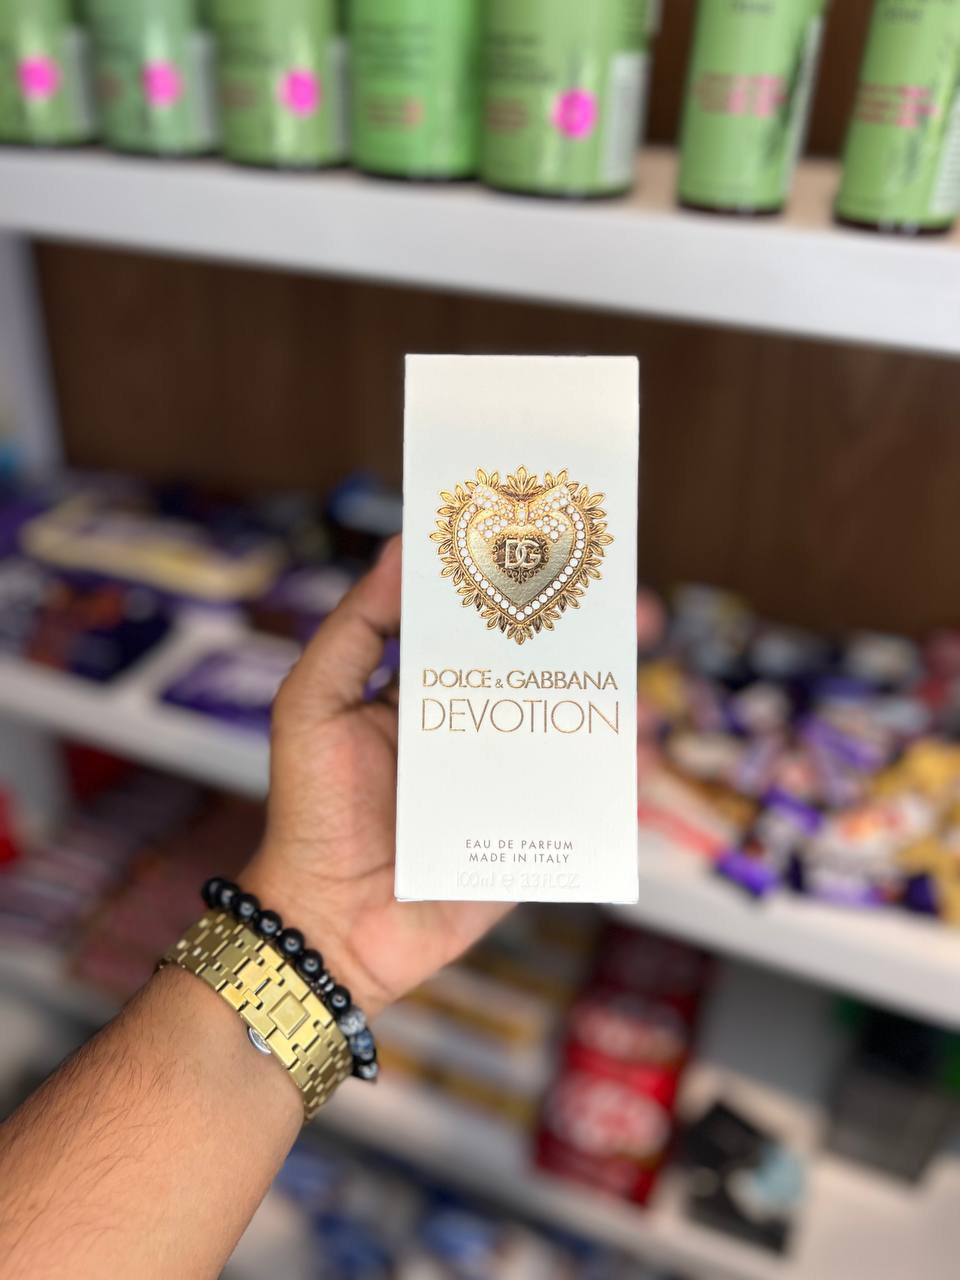 DG
DOLCE & GABBANA
DEVOTION
EAU DE PARFUM
MADE IN ITALY
100ml ℮ 3.3 FL.OZ.